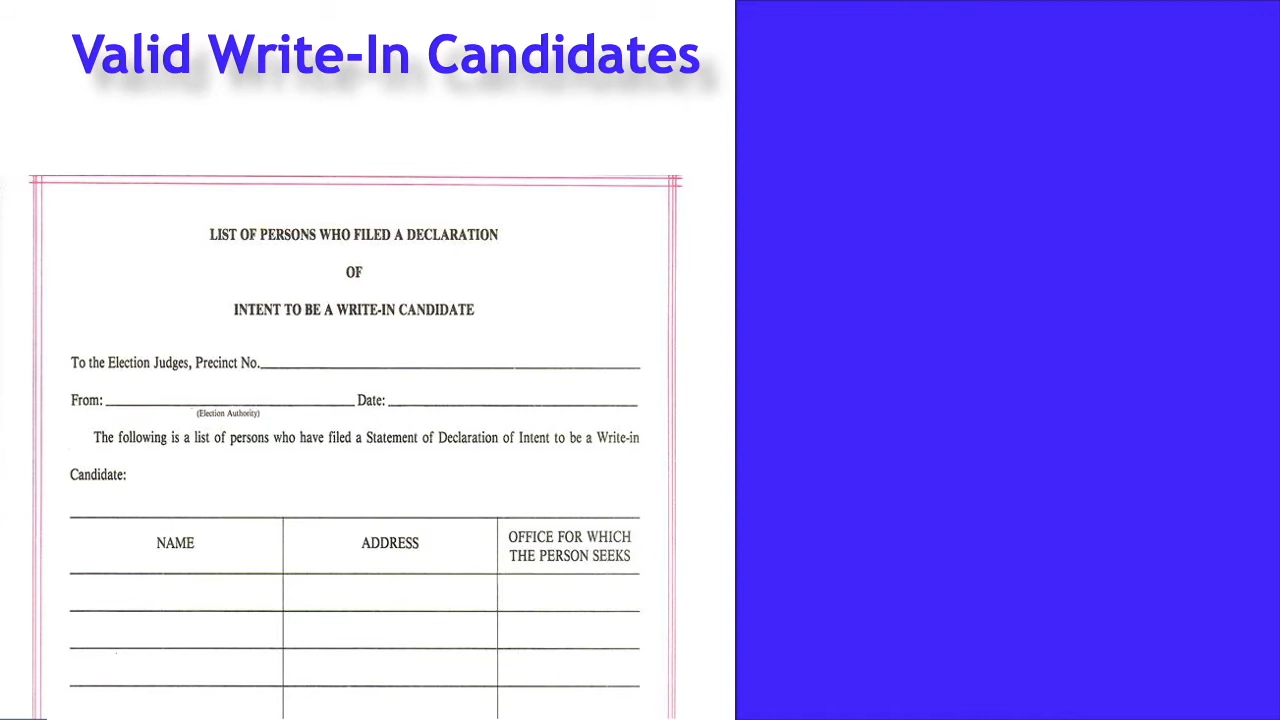 Valid Write-In Candidates
LIST OF PERSONS WHO FILED A DECLARATION
OF
INTENT TO BE A WRITE-IN CANDIDATE
To the Election Judges, Precinct No.
From: Date:
(Election Authority)
The following is a list of persons who have filed a Statement of Declaration of Intent to be a Write-in
Candidate:
NAME ADDRESS OFFICE FOR WHICH
THE PERSON SEEKS